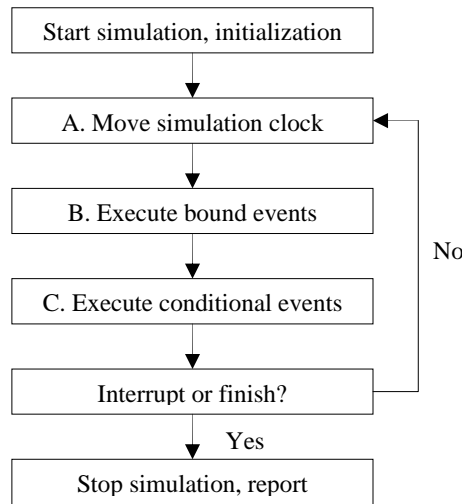 Start simulation, initialization
A. Move simulation clock
B. Execute bound events
No
C. Execute conditional events
Interrupt or finish?
Yes
Stop simulation, report